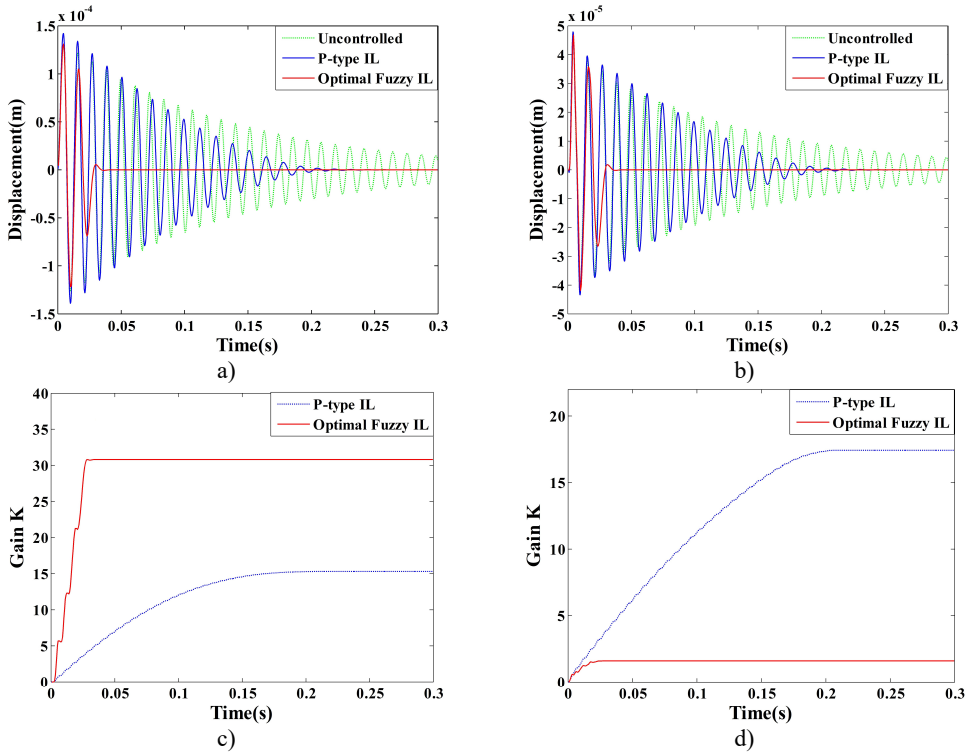 x 10-4
1.5
1
0.5
0
-0.5
-1
-1.5
Displacement(m)
Uncontrolled
P-type IL
Optimal Fuzzy IL
0 0.05 0.1 0.15 0.2 0.25 0.3
Time(s)
a)
x 10-5
5
4
3
2
1
0
-1
-2
-3
-4
-5
Displacement(m)
Uncontrolled
P-type IL
Optimal Fuzzy IL
0 0.05 0.1 0.15 0.2 0.25 0.3
Time(s)
b)
40
35
30
25
20
15
10
5
0
Gain K
P-type IL
Optimal Fuzzy IL
0 0.05 0.1 0.15 0.2 0.25 0.3
Time(s)
c)
20
15
10
5
0
Gain K
P-type IL
Optimal Fuzzy IL
0 0.05 0.1 0.15 0.2 0.25 0.3
Time(s)
d)